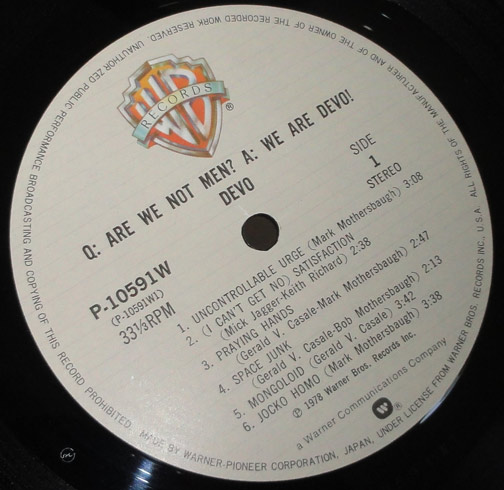 WB
RECORDS ®
Q: ARE WE NOT MEN? A: WE ARE DEVO!
DEVO
SIDE
1
STEREO
P-10591W
(P-10591W1)
33⅓RPM
1. UNCONTROLLABLE URGE (Mark Mothersbaugh) 3:08
2. (I CAN'T GET NO) SATISFACTION
(Mick Jagger-Keith Richard) 2:38
3. PRAYING HANDS
(Gerald V. Casale-Mark Mothersbaugh) 2:47
4. SPACE JUNK
(Gerald V. Casale-Bob Mothersbaugh) 2:13
5. MONGOLOID (Gerald V. Casale) 3:42
6. JOCKO HOMO (Mark Mothersbaugh) 3:38
℗ 1978 Warner Bros. Records Inc.
a Warner Communications Company
®
MADE BY WARNER-PIONEER CORPORATION, JAPAN, UNDER LICENSE FROM WARNER BROS. RECORDS INC., U.S.A. ALL RIGHTS OF THE MANUFACTURER AND OF THE OWNER OF THE RECORDED WORK RESERVED. UNAUTHORIZED PUBLIC PERFORMANCE BROADCASTING AND COPYING OF THIS RECORD PROHIBITED.